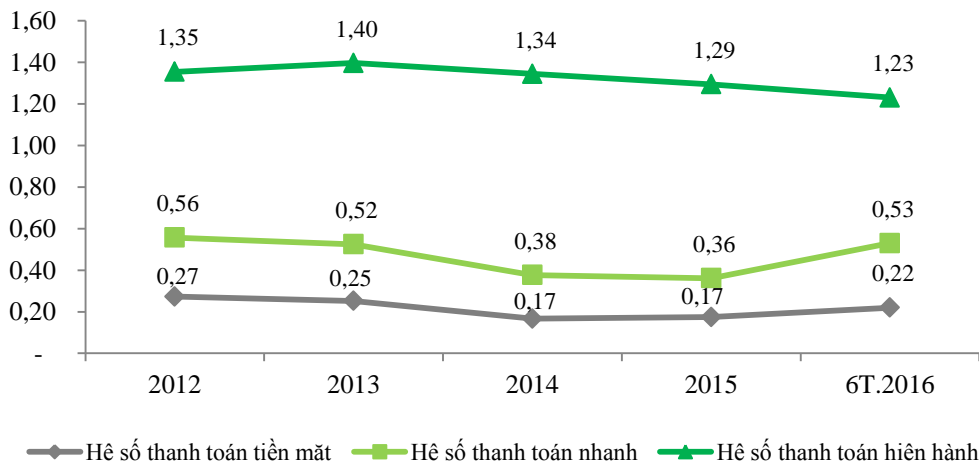 1,60
1,40
1,20
1,00
0,80
0,60
0,40
0,20
-
1,35 1,40 1,34 1,29 1,23
0,56 0,52 0,38 0,36 0,53
0,27 0,25 0,17 0,17 0,22
2012 2013 2014 2015 6T.2016
Hê số thanh toán tiền mặt Hê số thanh toán nhanh Hê số thanh toán hiên hành